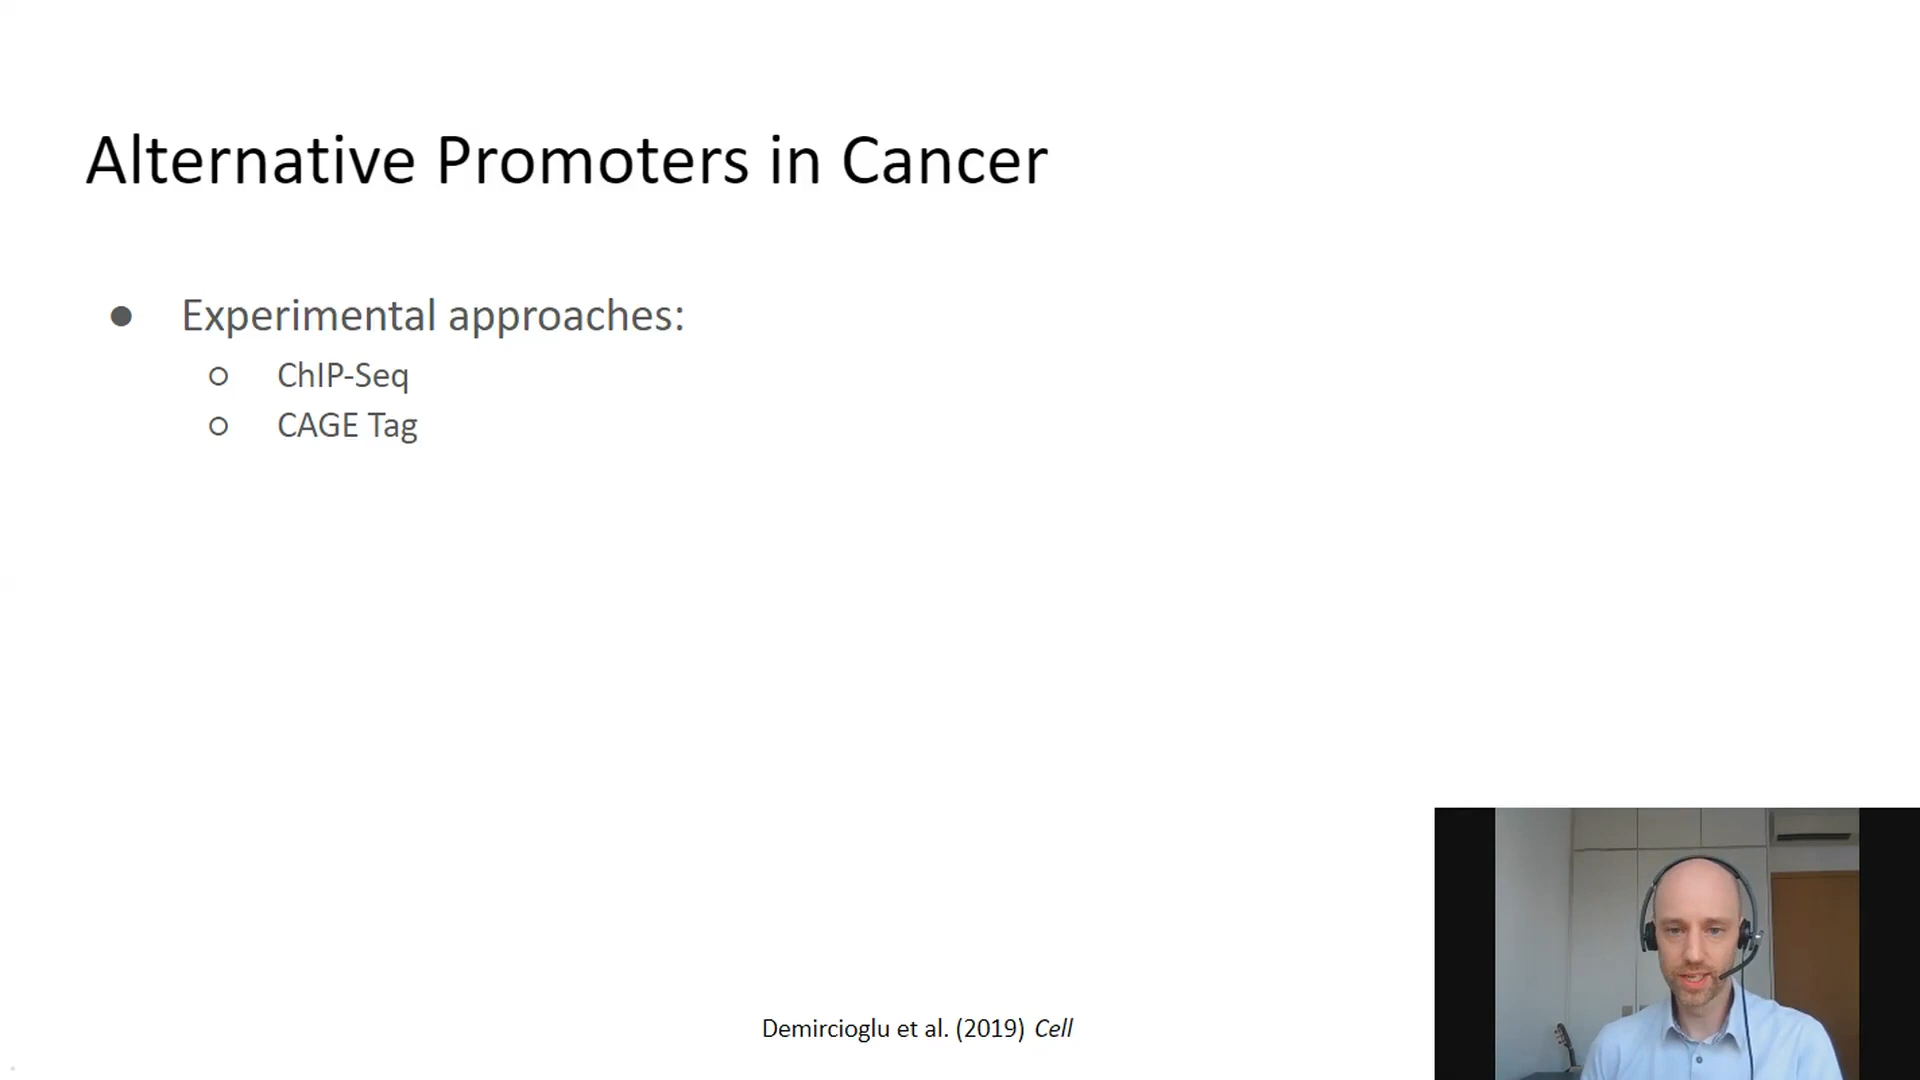 Alternative Promoters in Cancer
● Experimental approaches:
○ ChIP-Seq
○ CAGE Tag
Demircioglu et al. (2019) Cell